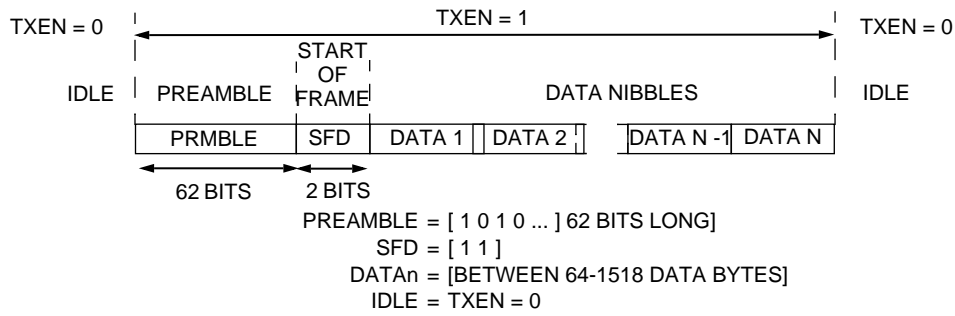 TXEN = 0 TXEN = 1 TXEN = 0
START
OF
IDLE PREAMBLE FRAME DATA NIBBLES IDLE
PRMBLE SFD DATA 1 DATA 2 DATA N -1 DATA N
62 BITS 2 BITS
PREAMBLE = [ 1 0 1 0 ... ] 62 BITS LONG]
SFD = [ 1 1 ]
DATAn = [BETWEEN 64-1518 DATA BYTES]
IDLE = TXEN = 0